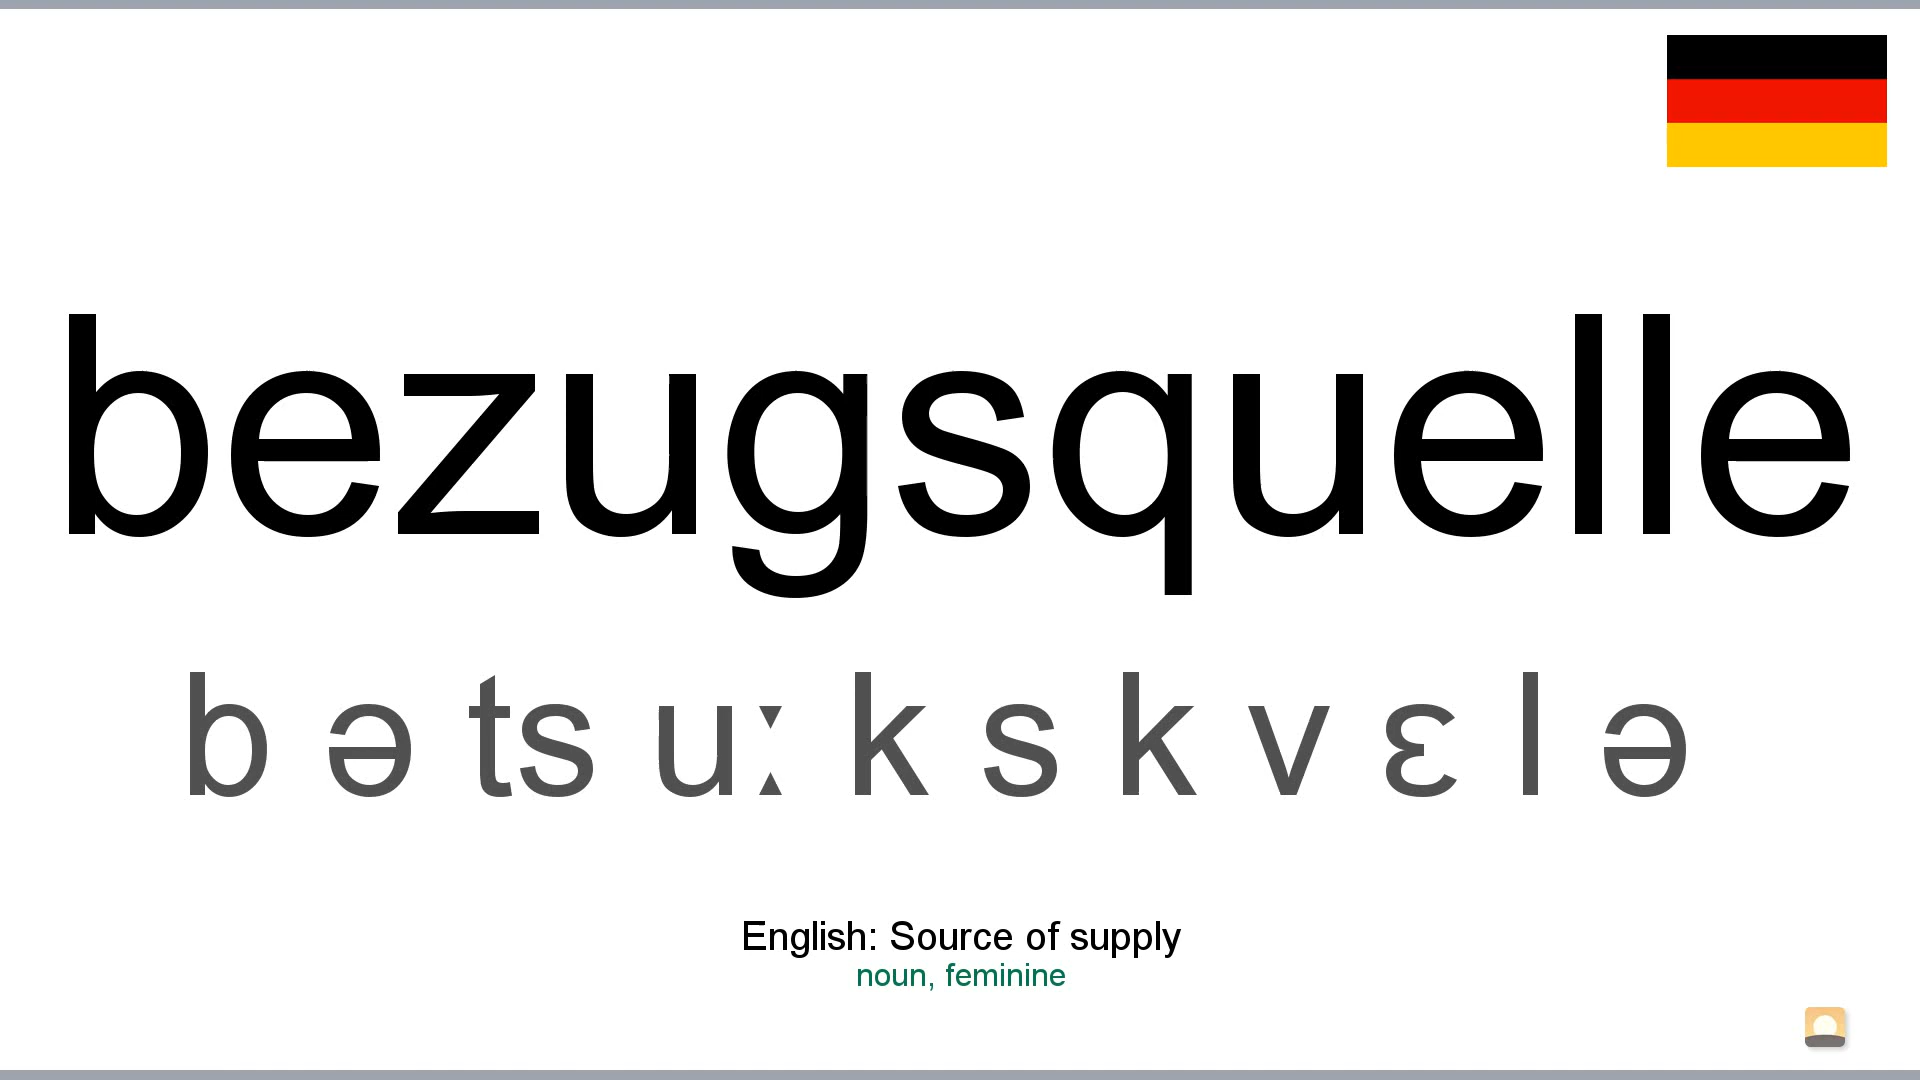 bezugsquelle
b ə ts uː k s k v ɛ l ə
English: Source of supply
noun, feminine